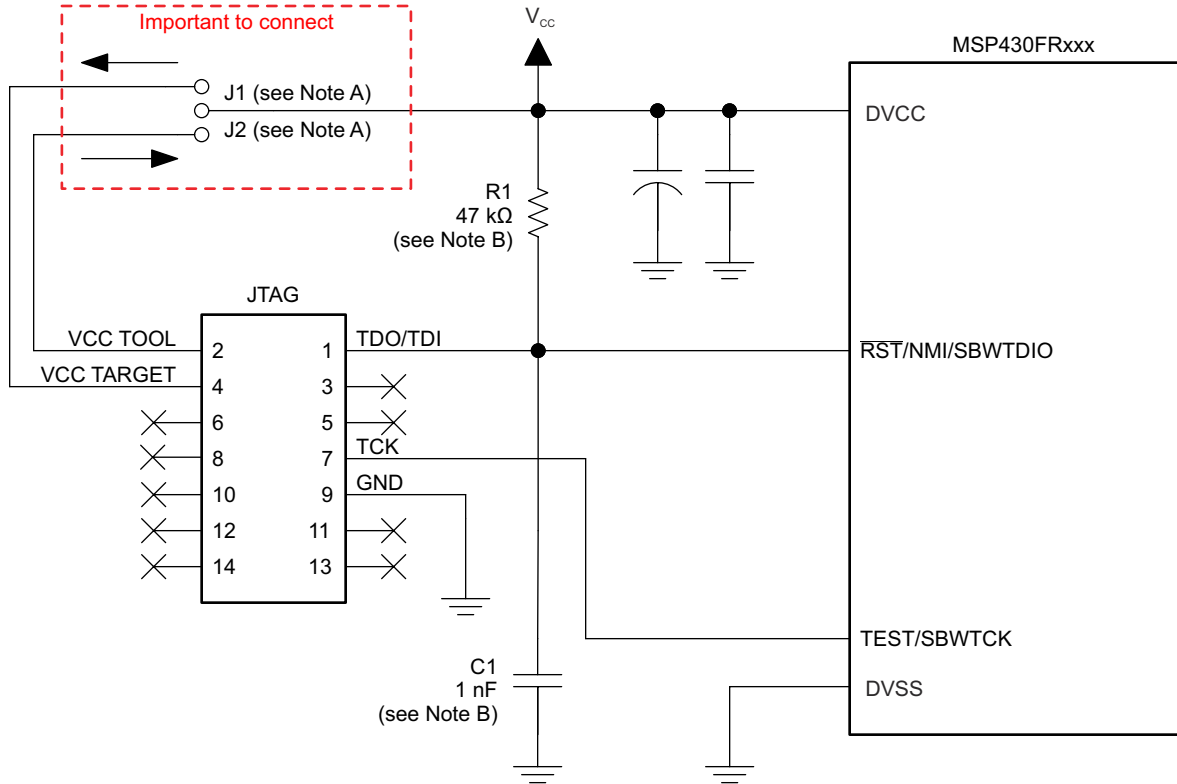 Important to connect
V_CC
MSP430FRxxx
J1 (see Note A)
J2 (see Note A)
DVCC
R1
47 kΩ
(see Note B)
JTAG
VCC TOOL
2
1
TDO/TDI
RST/NMI/SBWTDIO
VCC TARGET
4
3
6
5
8
7
TCK
10
9
GND
12
11
14
13
TEST/SBWTCK
C1
1 nF
(see Note B)
DVSS